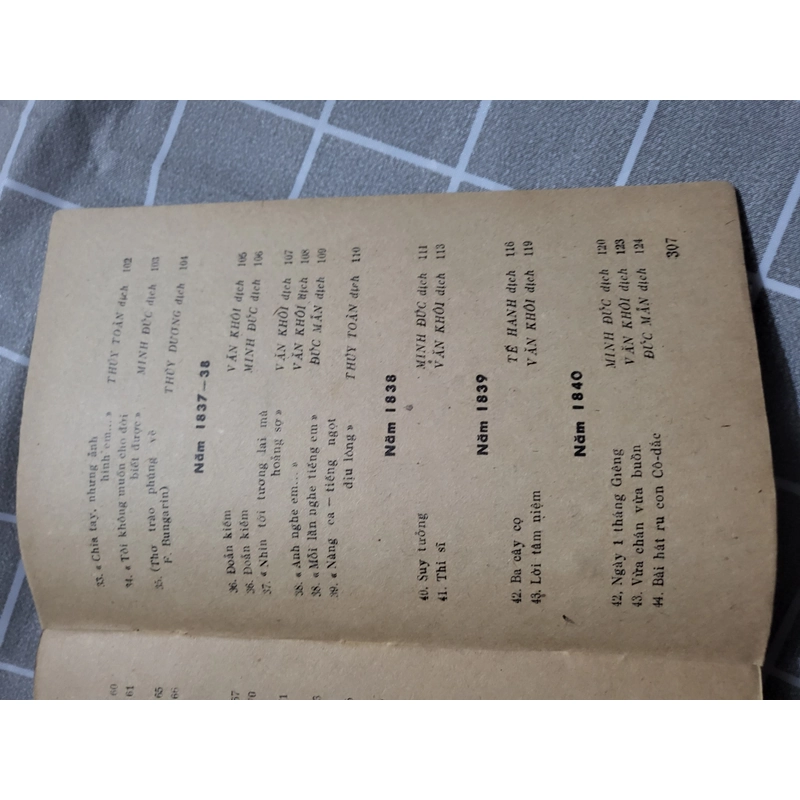 33. « Chia tay, nhưng ảnh
hình em... » THÚY TOÀN dịch 102
34. « Tôi không muốn cho đời
biết được » MINH ĐỨC dịch 103
35. (Thơ trào phúng về
F. Bungarin) THÙY DƯƠNG dịch 104
Năm 1837—38
36. Đoản kiếm VĂN KHÔI dịch 105
36. Đoản kiếm MINH ĐỨC dịch 106
37. « Nhìn tới tương lai mà
hoảng sợ » VĂN KHÔI dịch 107
38. « Anh nghe em... » VĂN KHÔI dịch 108
38. « Mỗi lần nghe tiếng em » ĐỨC MẪN dịch 109
39. « Nàng ca — tiếng ngọt
dịu lòng » THÚY TOÀN dịch 110
Năm 1838
40. Suy tưởng MINH ĐỨC dịch 111
41. Thi sĩ VĂN KHÔI dịch 113
Năm 1839
42. Ba cây cọ TẾ HANH dịch 116
43. Lời tâm niệm VĂN KHÔI dịch 119
Năm 1840
42. Ngày 1 tháng Giêng MINH ĐỨC dịch 120
43. Vừa chán vừa buồn VĂN KHÔI dịch 123
44. Bài hát ru con Cô-dắc ĐỨC MẪN dịch 124
307
60
61
65
66